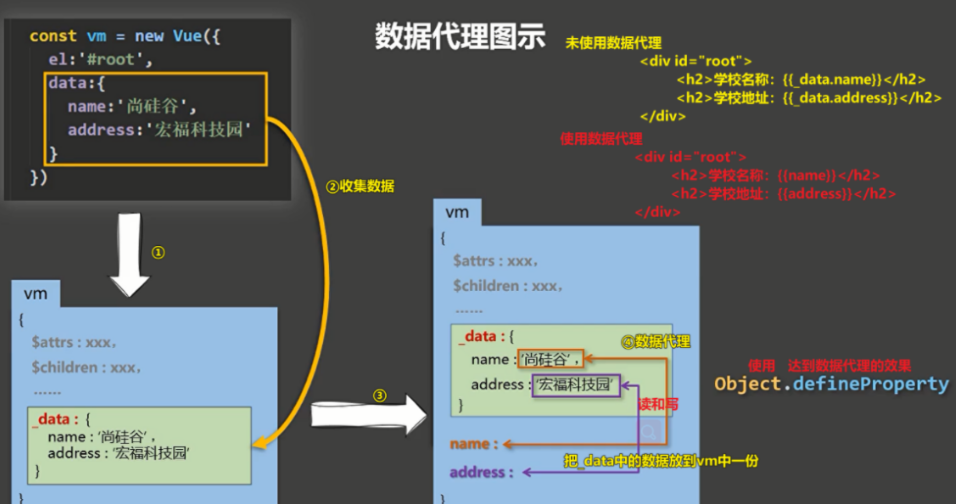 const vm = new Vue({
el:'#root',
data:{
name:'尚硅谷',
address:'宏福科技园'
}
})
数据代理图示
未使用数据代理
<div id="root">
<h2>学校名称：{{_data.name}}</h2>
<h2>学校地址：{{_data.address}}</h2>
</div>
使用数据代理
<div id="root">
<h2>学校名称：{{name}}</h2>
<h2>学校地址：{{address}}</h2>
</div>
②收集数据
①
vm
{
$attrs : xxx，
$children : xxx，
……
_data : {
name : '尚硅谷' ，
address : '宏福科技园'
}
}
③
vm
{
$attrs : xxx，
$children : xxx，
……
_data : {
④数据代理
name : '尚硅谷' ，
address : '宏福科技园'
}
读和写
name :
address :
把_data中的数据放到vm中一份
}
使用 达到数据代理的效果
Object.defineProperty